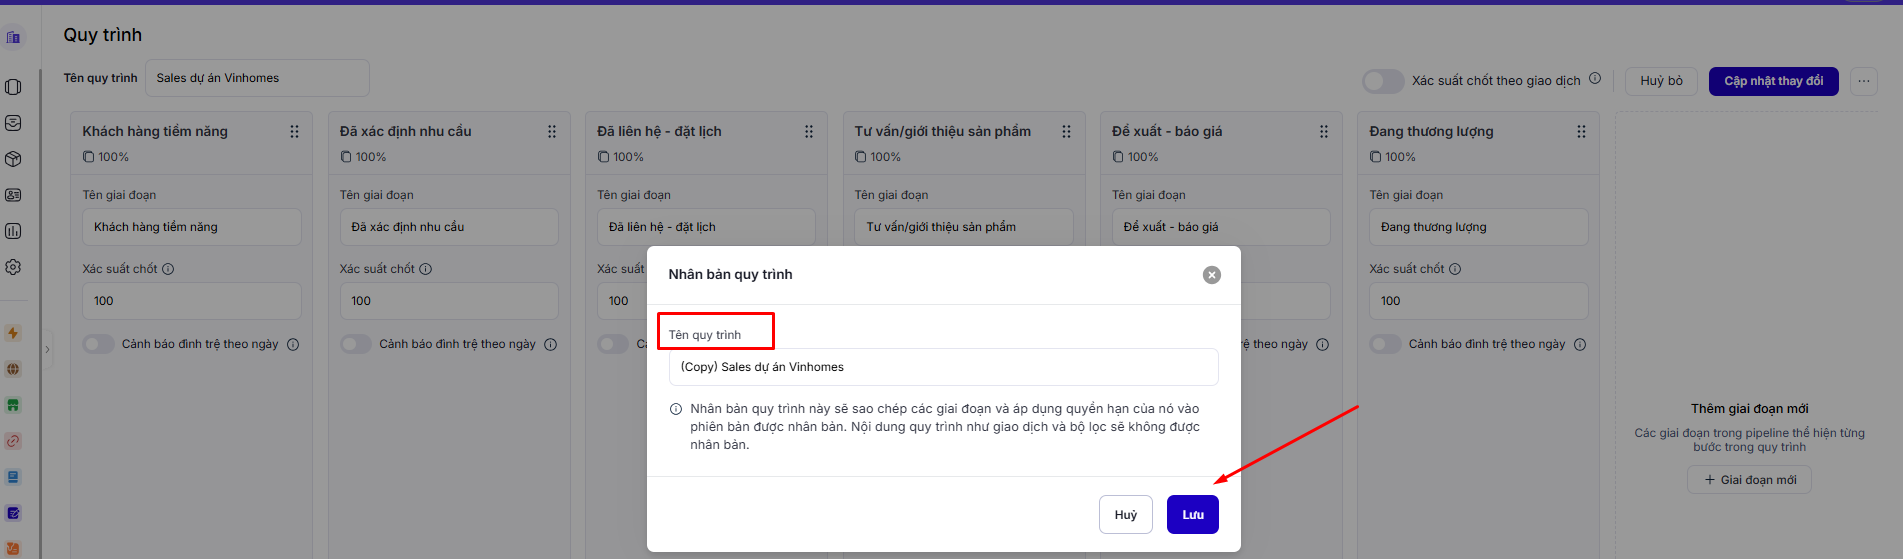 Quy trình
Tên quy trình
Sales dự án Vinhomes
Xác suất chốt theo giao dịch
Huỷ bỏ
Cập nhật thay đổi
Khách hàng tiềm năng
Đã xác định nhu cầu
Đã liên hệ - đặt lịch
Tư vấn/giới thiệu sản phẩm
Đề xuất - báo giá
Đang thương lượng
100%
100%
100%
100%
100%
100%
Tên giai đoạn
Tên giai đoạn
Tên giai đoạn
Tên giai đoạn
Tên giai đoạn
Tên giai đoạn
Khách hàng tiềm năng
Đã xác định nhu cầu
Đã liên hệ - đặt lịch
Tư vấn/giới thiệu sản phẩm
Đề xuất - báo giá
Đang thương lượng
Xác suất chốt
Xác suất chốt
Xác suất
Xác suất chốt
100
100
100
100
Cảnh báo đình trệ theo ngày
Cảnh báo đình trệ theo ngày
trệ theo ngày
Cảnh báo đình trệ theo ngày
Nhân bản quy trình
Tên quy trình
(Copy) Sales dự án Vinhomes
Nhân bản quy trình này sẽ sao chép các giai đoạn và áp dụng quyền hạn của nó vào
phiên bản được nhân bản. Nội dung quy trình như giao dịch và bộ lọc sẽ không được
nhân bản.
Huỷ
Lưu
Thêm giai đoạn mới
Các giai đoạn trong pipeline thể hiện từng
bước trong quy trình
+ Giai đoạn mới